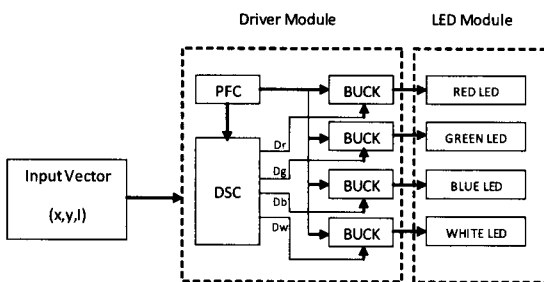 Driver Module
LED Module
PFC
BUCK
RED LED
Dr
BUCK
GREEN LED
Dg
Input Vector
(x,y,l)
DSC
BUCK
BLUE LED
Db
Dw
BUCK
WHITE LED